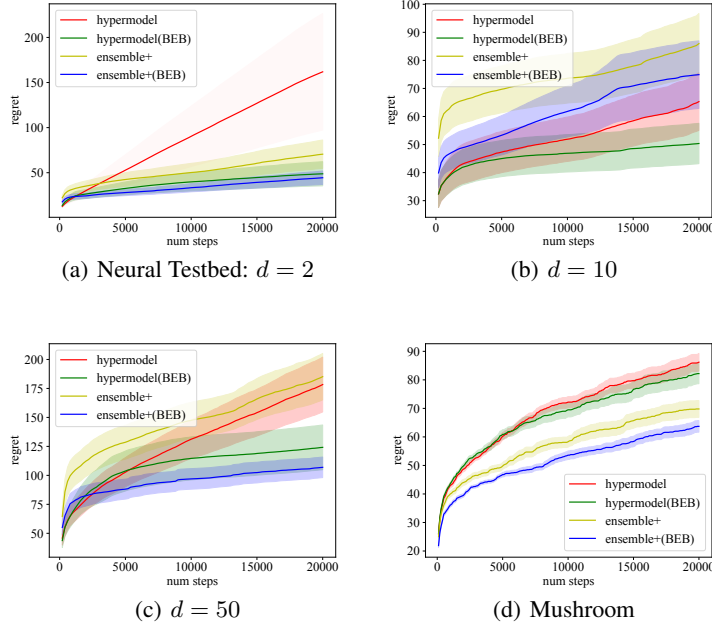 hypermodel
hypermodel(BEB)
ensemble+
ensemble+(BEB)
200
150
100
50
regret
0 5000 10000 15000 20000
num steps
(a) Neural Testbed: d = 2
hypermodel
hypermodel(BEB)
ensemble+
ensemble+(BEB)
100
90
80
70
60
50
40
30
regret
0 5000 10000 15000 20000
num steps
(b) d = 10
hypermodel
hypermodel(BEB)
ensemble+
ensemble+(BEB)
200
175
150
125
100
75
50
regret
0 5000 10000 15000 20000
num steps
(c) d = 50
90
80
70
60
50
40
30
20
regret
hypermodel
hypermodel(BEB)
ensemble+
ensemble+(BEB)
0 5000 10000 15000 20000
num steps
(d) Mushroom